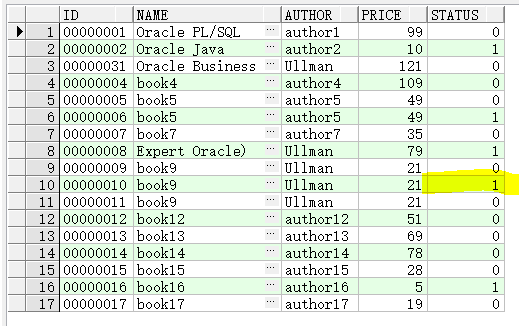 ID NAME AUTHOR PRICE STATUS
1 00000001 Oracle PL/SQL ... author1 99 0
2 00000002 Oracle Java ... author2 10 1
3 00000031 Oracle Business ... Ullman 121 0
4 00000004 book4 ... author4 109 0
5 00000005 book5 ... author5 49 0
6 00000006 book5 ... author5 49 1
7 00000007 book7 ... author7 35 0
8 00000008 Expert Oracle) ... Ullman 79 1
9 00000009 book9 ... Ullman 21 0
10 00000010 book9 ... Ullman 21 1
11 00000011 book9 ... Ullman 21 0
12 00000012 book12 ... author12 51 0
13 00000013 book13 ... author13 69 0
14 00000014 book14 ... author14 78 0
15 00000015 book15 ... author15 28 0
16 00000016 book16 ... author16 5 1
17 00000017 book17 ... author17 19 0